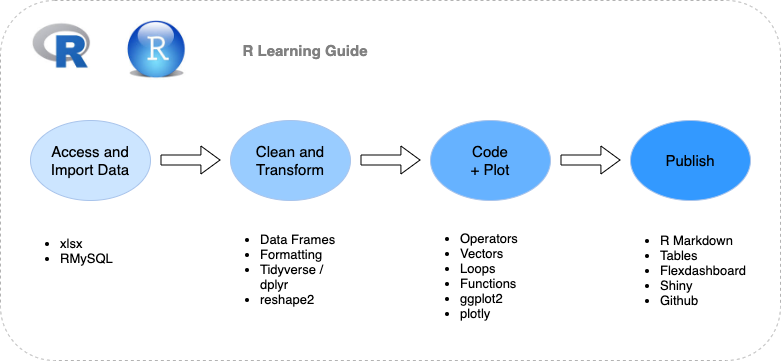 R
R
R Learning Guide
Access and
Import Data
Clean and
Transform
Code
+ Plot
Publish
• xlsx
• RMySQL
• Data Frames
• Formatting
• Tidyverse /
dplyr
• reshape2
• Operators
• Vectors
• Loops
• Functions
• ggplot2
• plotly
• R Markdown
• Tables
• Flexdashboard
• Shiny
• Github